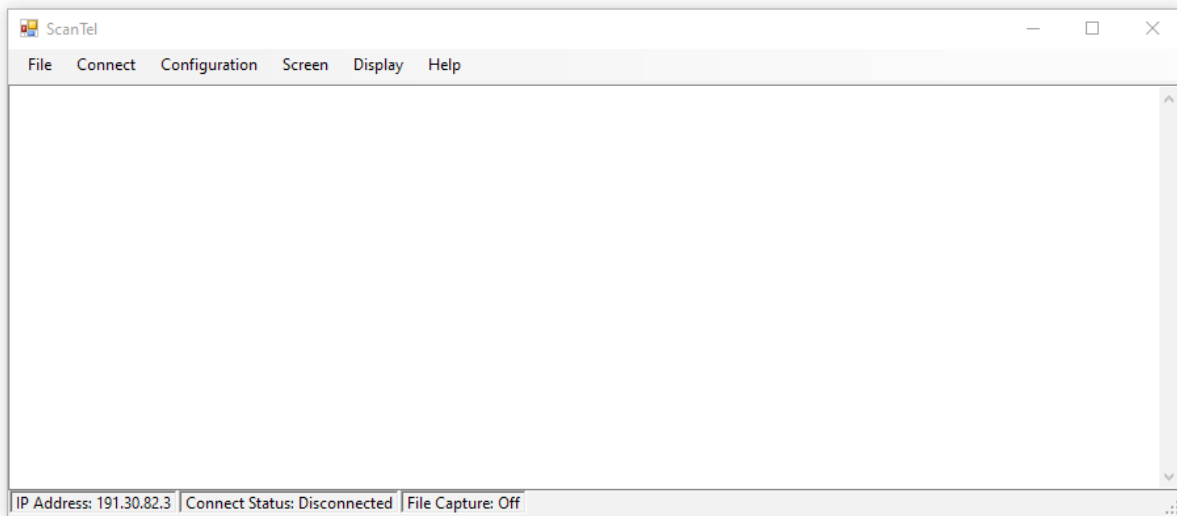 ScanTel
File Connect Configuration Screen Display Help
IP Address: 191.30.82.3 Connect Status: Disconnected File Capture: Off